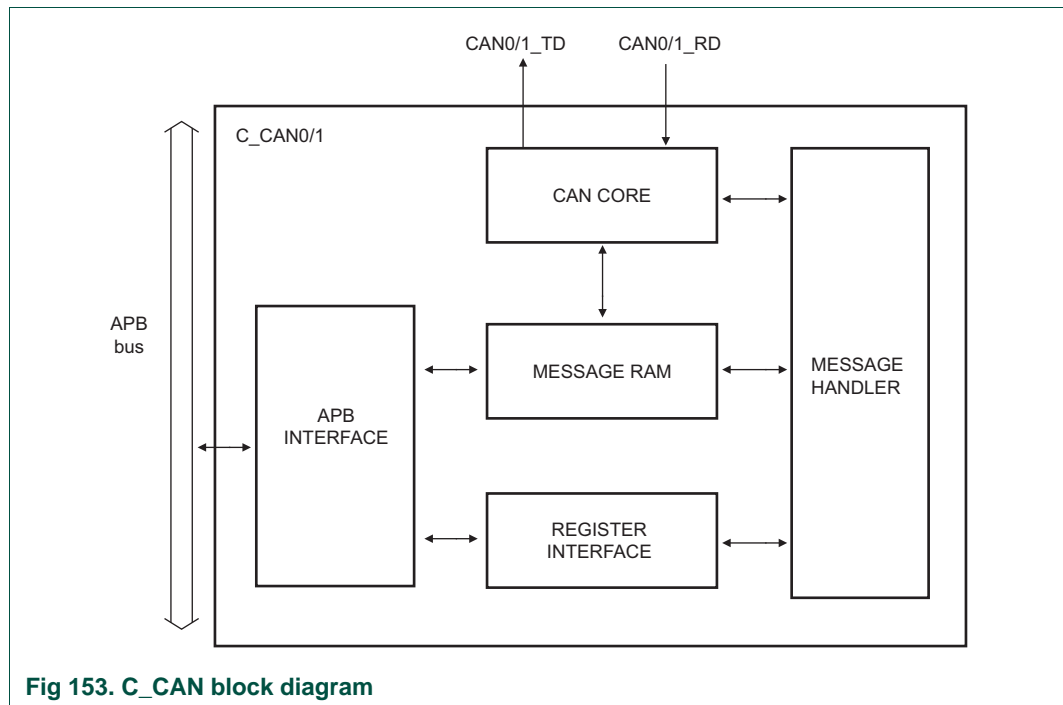 CAN0/1_TD
CAN0/1_RD
C_CAN0/1
CAN CORE
APB
bus
APB
INTERFACE
MESSAGE RAM
MESSAGE
HANDLER
REGISTER
INTERFACE
Fig 153. C_CAN block diagram